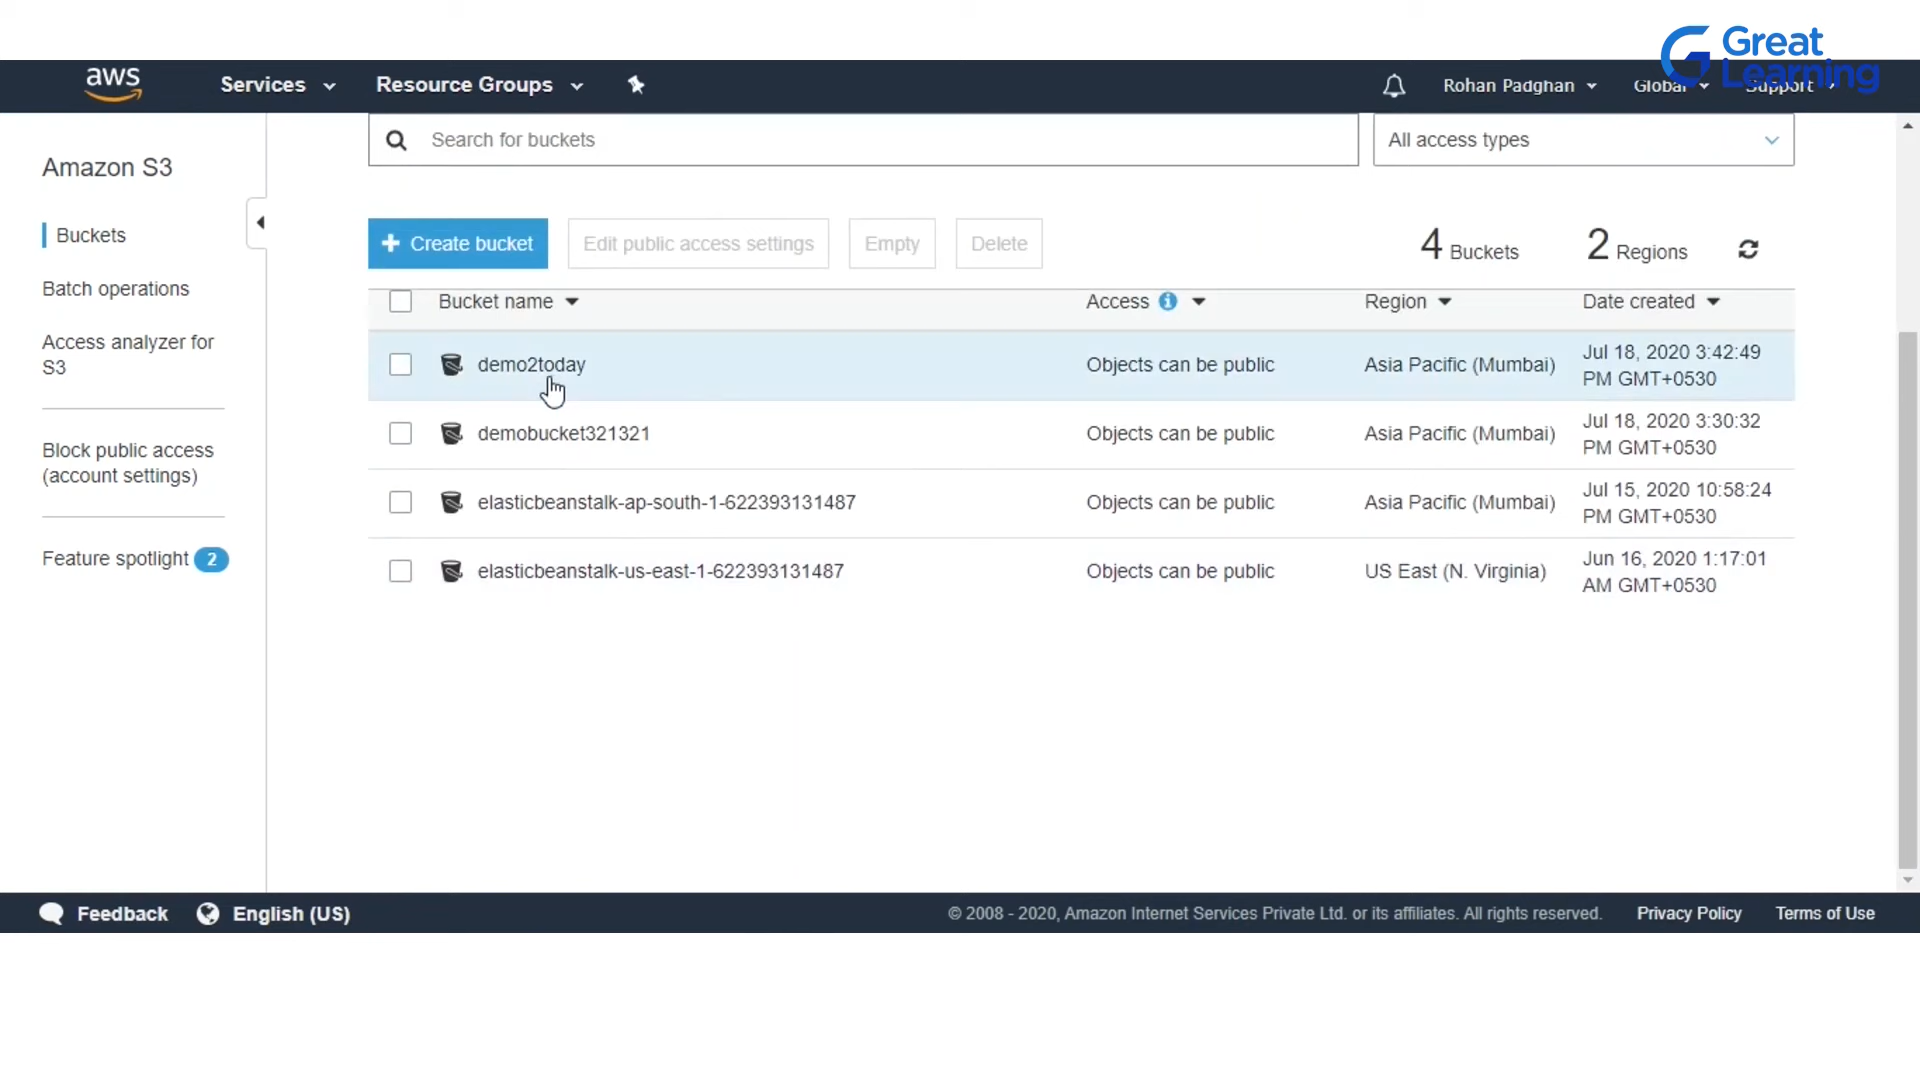 Great
Learning
aws
Services
Resource Groups
Rohan Padghan
Global
Support
Amazon S3
Buckets
Batch operations
Access analyzer for
S3
Block public access
(account settings)
Feature spotlight 2
Search for buckets
All access types
Create bucket
Edit public access settings
Empty
Delete
4 Buckets
2 Regions
Bucket name
Access
Region
Date created
demo2today
Objects can be public
Asia Pacific (Mumbai)
Jul 18, 2020 3:42:49
PM GMT+0530
demobucket321321
Objects can be public
Asia Pacific (Mumbai)
Jul 18, 2020 3:30:32
PM GMT+0530
elasticbeanstalk-ap-south-1-622393131487
Objects can be public
Asia Pacific (Mumbai)
Jul 15, 2020 10:58:24
PM GMT+0530
elasticbeanstalk-us-east-1-622393131487
Objects can be public
US East (N. Virginia)
Jun 16, 2020 1:17:01
AM GMT+0530
Feedback
English (US)
© 2008 - 2020, Amazon Internet Services Private Ltd. or its affiliates. All rights reserved.
Privacy Policy
Terms of Use